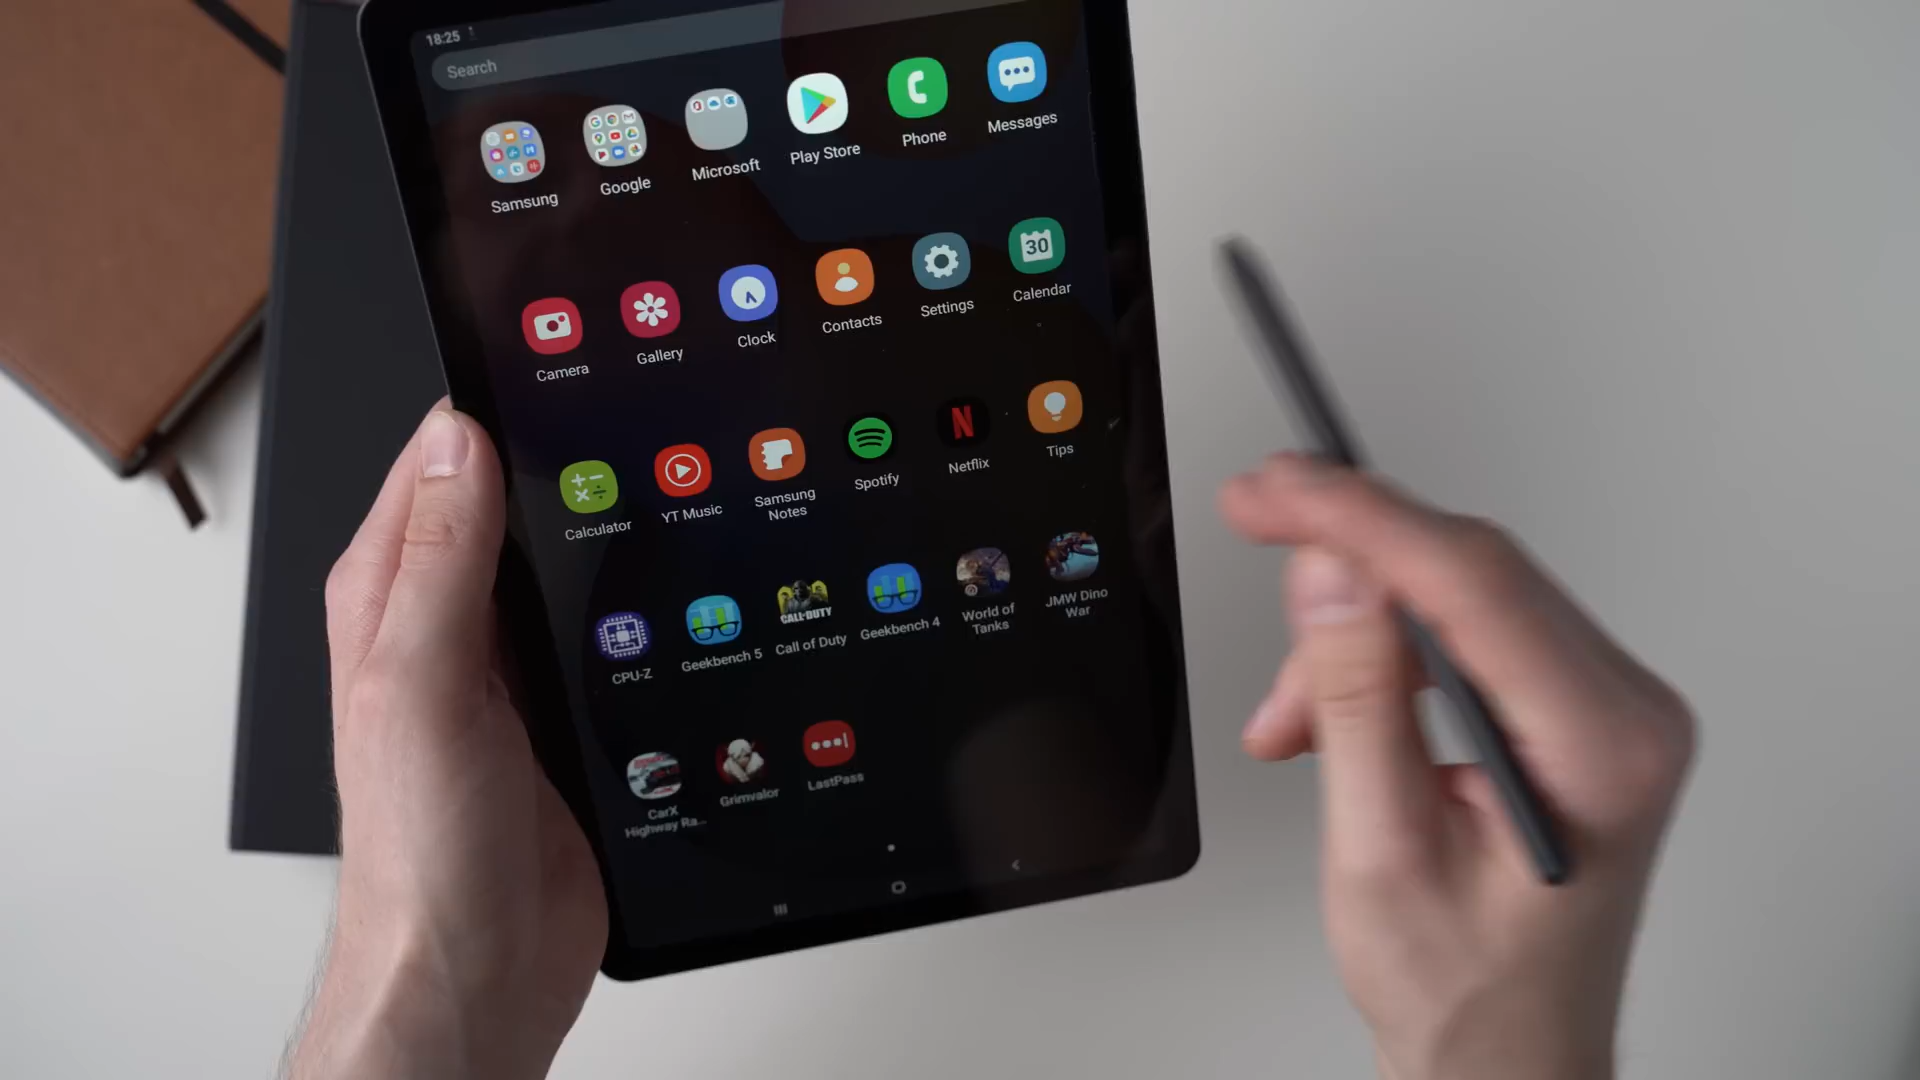 18:25
Search
Samsung
Google
Microsoft
Play Store
Phone
Messages
Camera
Gallery
Clock
Contacts
Settings
30
Calendar
Calculator
YT Music
Samsung
Notes
Spotify
N
Netflix
Tips
CPU-Z
Geekbench 5
CALL·DUTY
Call of Duty
Geekbench 4
World of
Tanks
JMW Dino
War
CarX
Highway Ra...
Grimvalor
LastPass